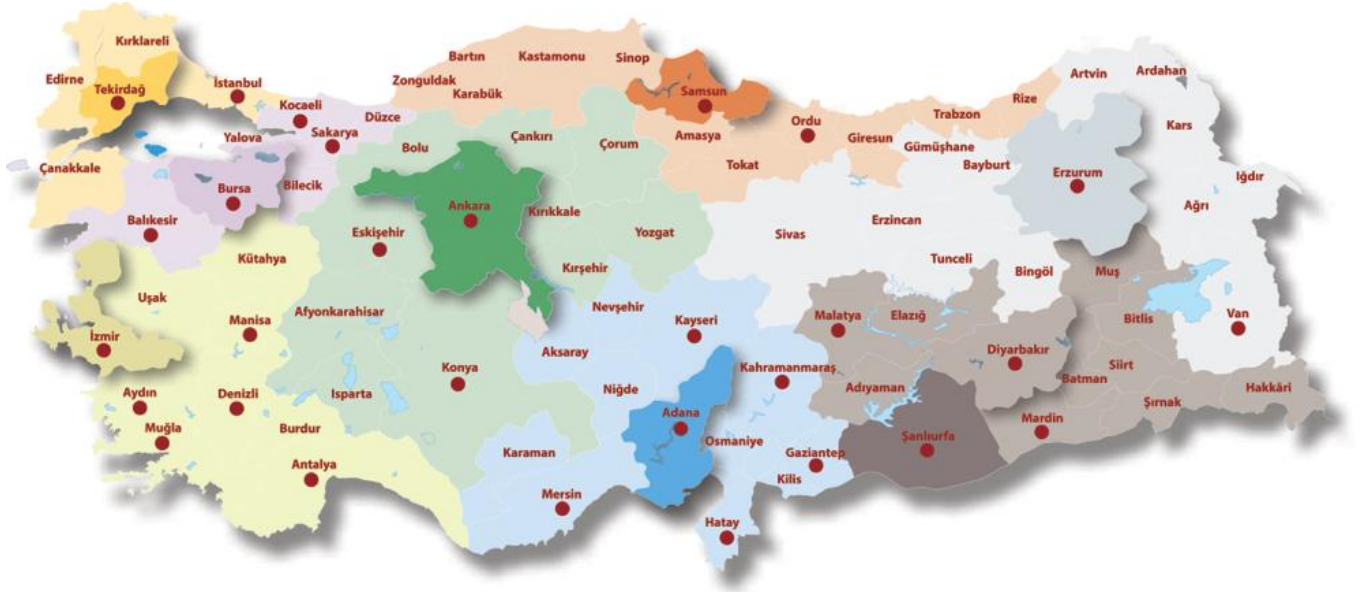 Kırklareli
Edirne
Tekirdağ
İstanbul
Kocaeli
Yalova
Sakarya
Düzce
Çanakkale
Bursa
Bilecik
Balıkesir
Zonguldak
Bartın
Karabük
Kastamonu
Sinop
Samsun
Amasya
Tokat
Ordu
Giresun
Trabzon
Rize
Artvin
Ardahan
Kars
Gümüşhane
Bayburt
Erzurum
Iğdır
Ağrı
Bolu
Çankırı
Çorum
Ankara
Kırıkkale
Eskişehir
Yozgat
Kırşehir
Sivas
Erzincan
Tunceli
Bingöl
Muş
Bitlis
Van
Kütahya
Uşak
Manisa
İzmir
Afyonkarahisar
Nevşehir
Kayseri
Aksaray
Konya
Niğde
Malatya
Elazığ
Diyarbakır
Kahramanmaraş
Adıyaman
Batman
Siirt
Şırnak
Hakkâri
Aydın
Denizli
Isparta
Muğla
Burdur
Antalya
Karaman
Mersin
Adana
Osmaniye
Gaziantep
Kilis
Hatay
Şanlıurfa
Mardin